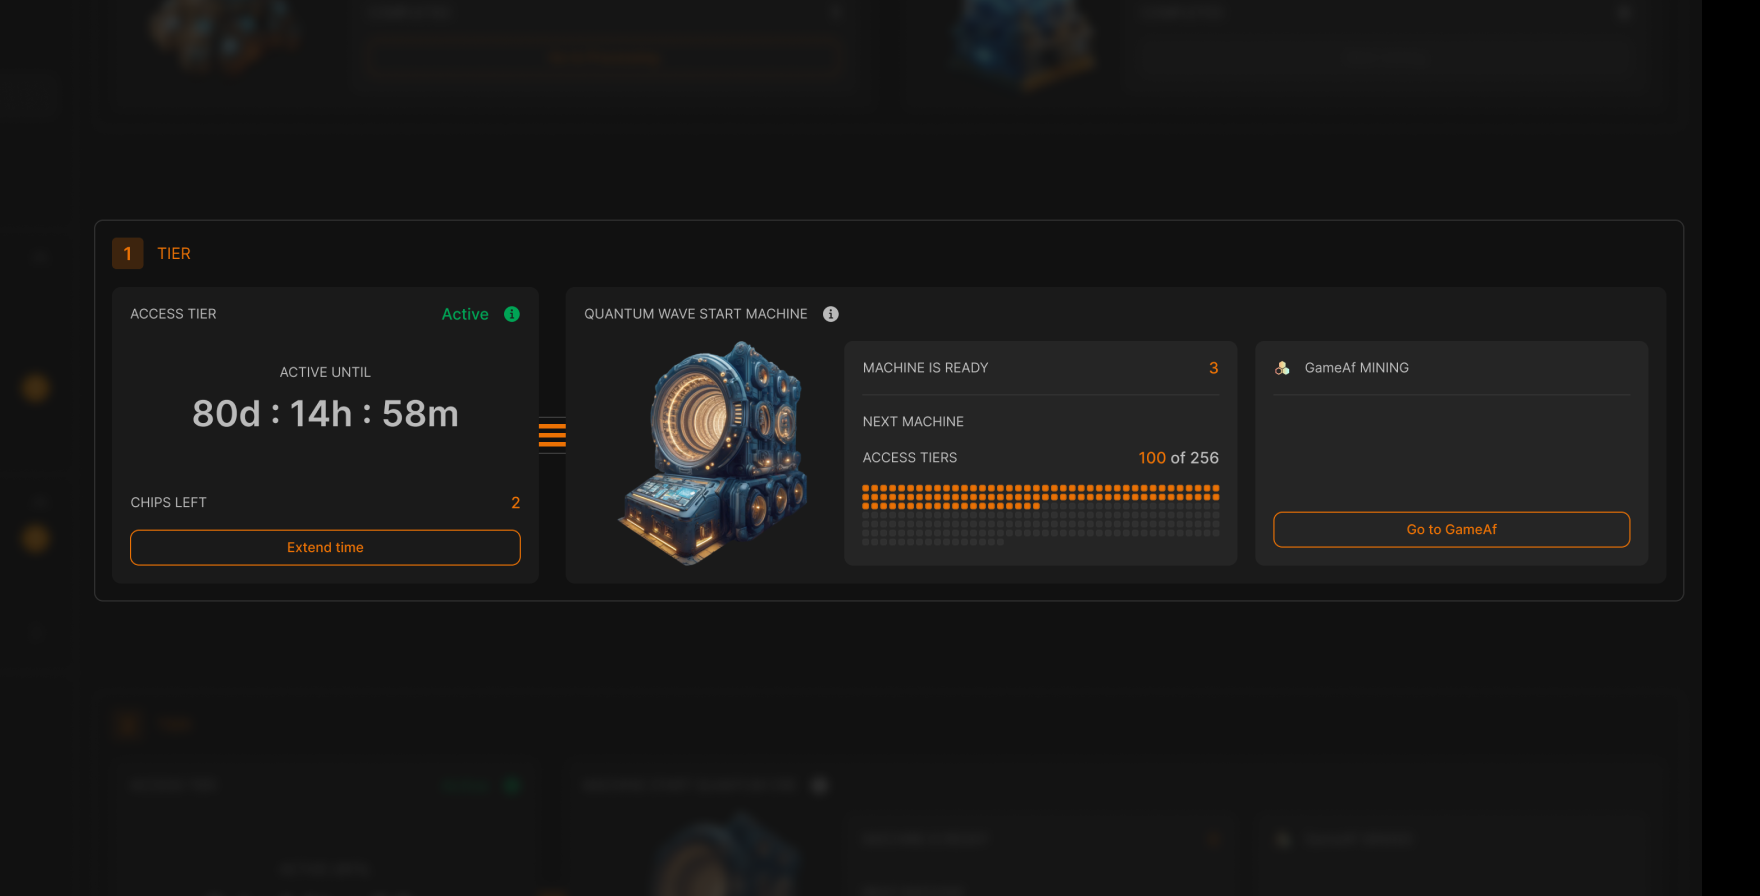 1 TIER
ACCESS TIER Active
ACTIVE UNTIL
80d : 14h : 58m
CHIPS LEFT 2
Extend time
QUANTUM WAVE START MACHINE
MACHINE IS READY 3
NEXT MACHINE
ACCESS TIERS 100 of 256
GameAf MINING
Go to GameAf